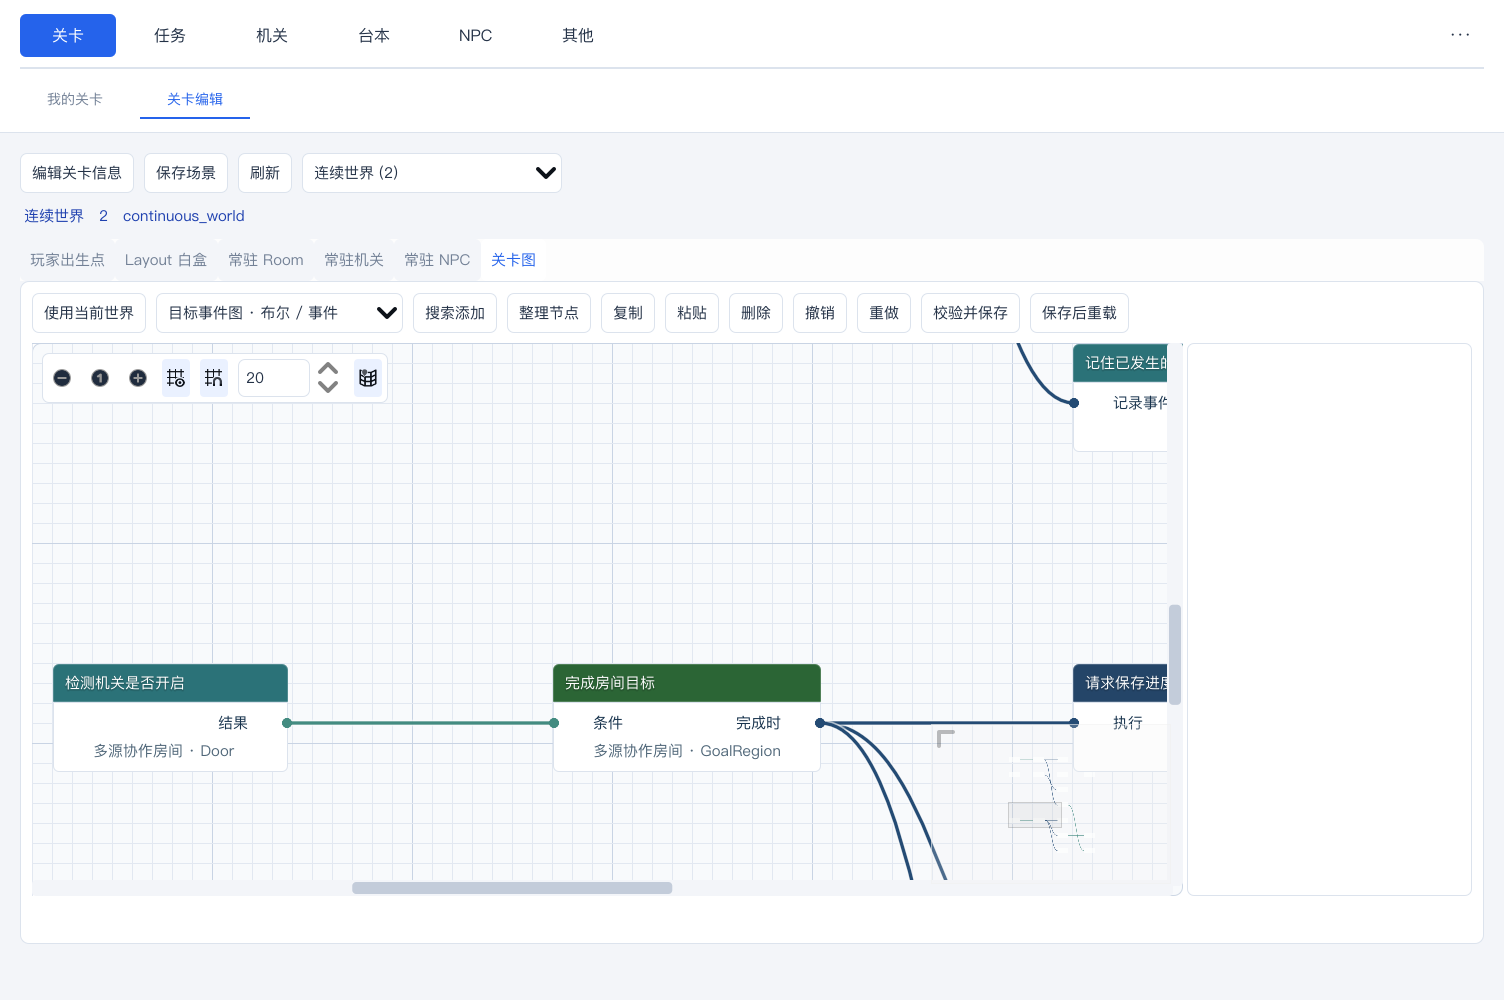 关卡 任务 机关 台本 NPC 其他 ···
我的关卡 关卡编辑
编辑关卡信息 保存场景 刷新 连续世界 (2)
连续世界 2 continuous_world
玩家出生点 Layout 白盒 常驻 Room 常驻机关 常驻 NPC 关卡图
使用当前世界 目标事件图 · 布尔 / 事件 搜索添加 整理节点 复制 粘贴 删除 撤销 重做 校验并保存 保存后重载
1 20
记住已发生的
记录事件
检测机关是否开启 完成房间目标 请求保存进度
结果 条件 完成时 执行
多源协作房间 · Door 多源协作房间 · GoalRegion